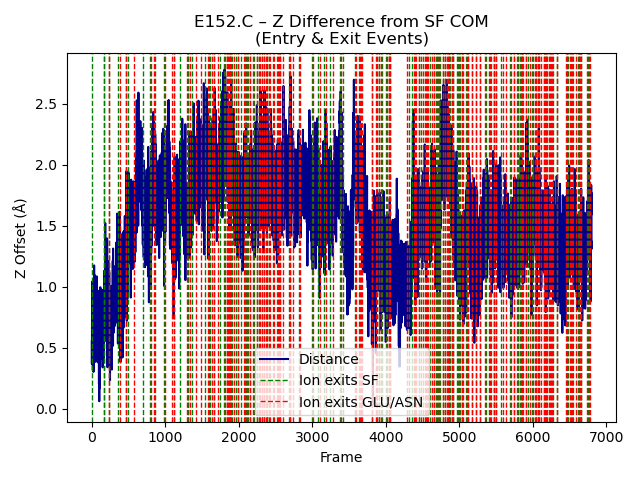 E152.C – Z Difference from SF COM
(Entry & Exit Events)
Z Offset (Å)
2.5
2.0
1.5
1.0
0.5
0.0
Distance
Ion exits SF
Ion exits GLU/ASN
0 1000 2000 3000 4000 5000 6000 7000
Frame